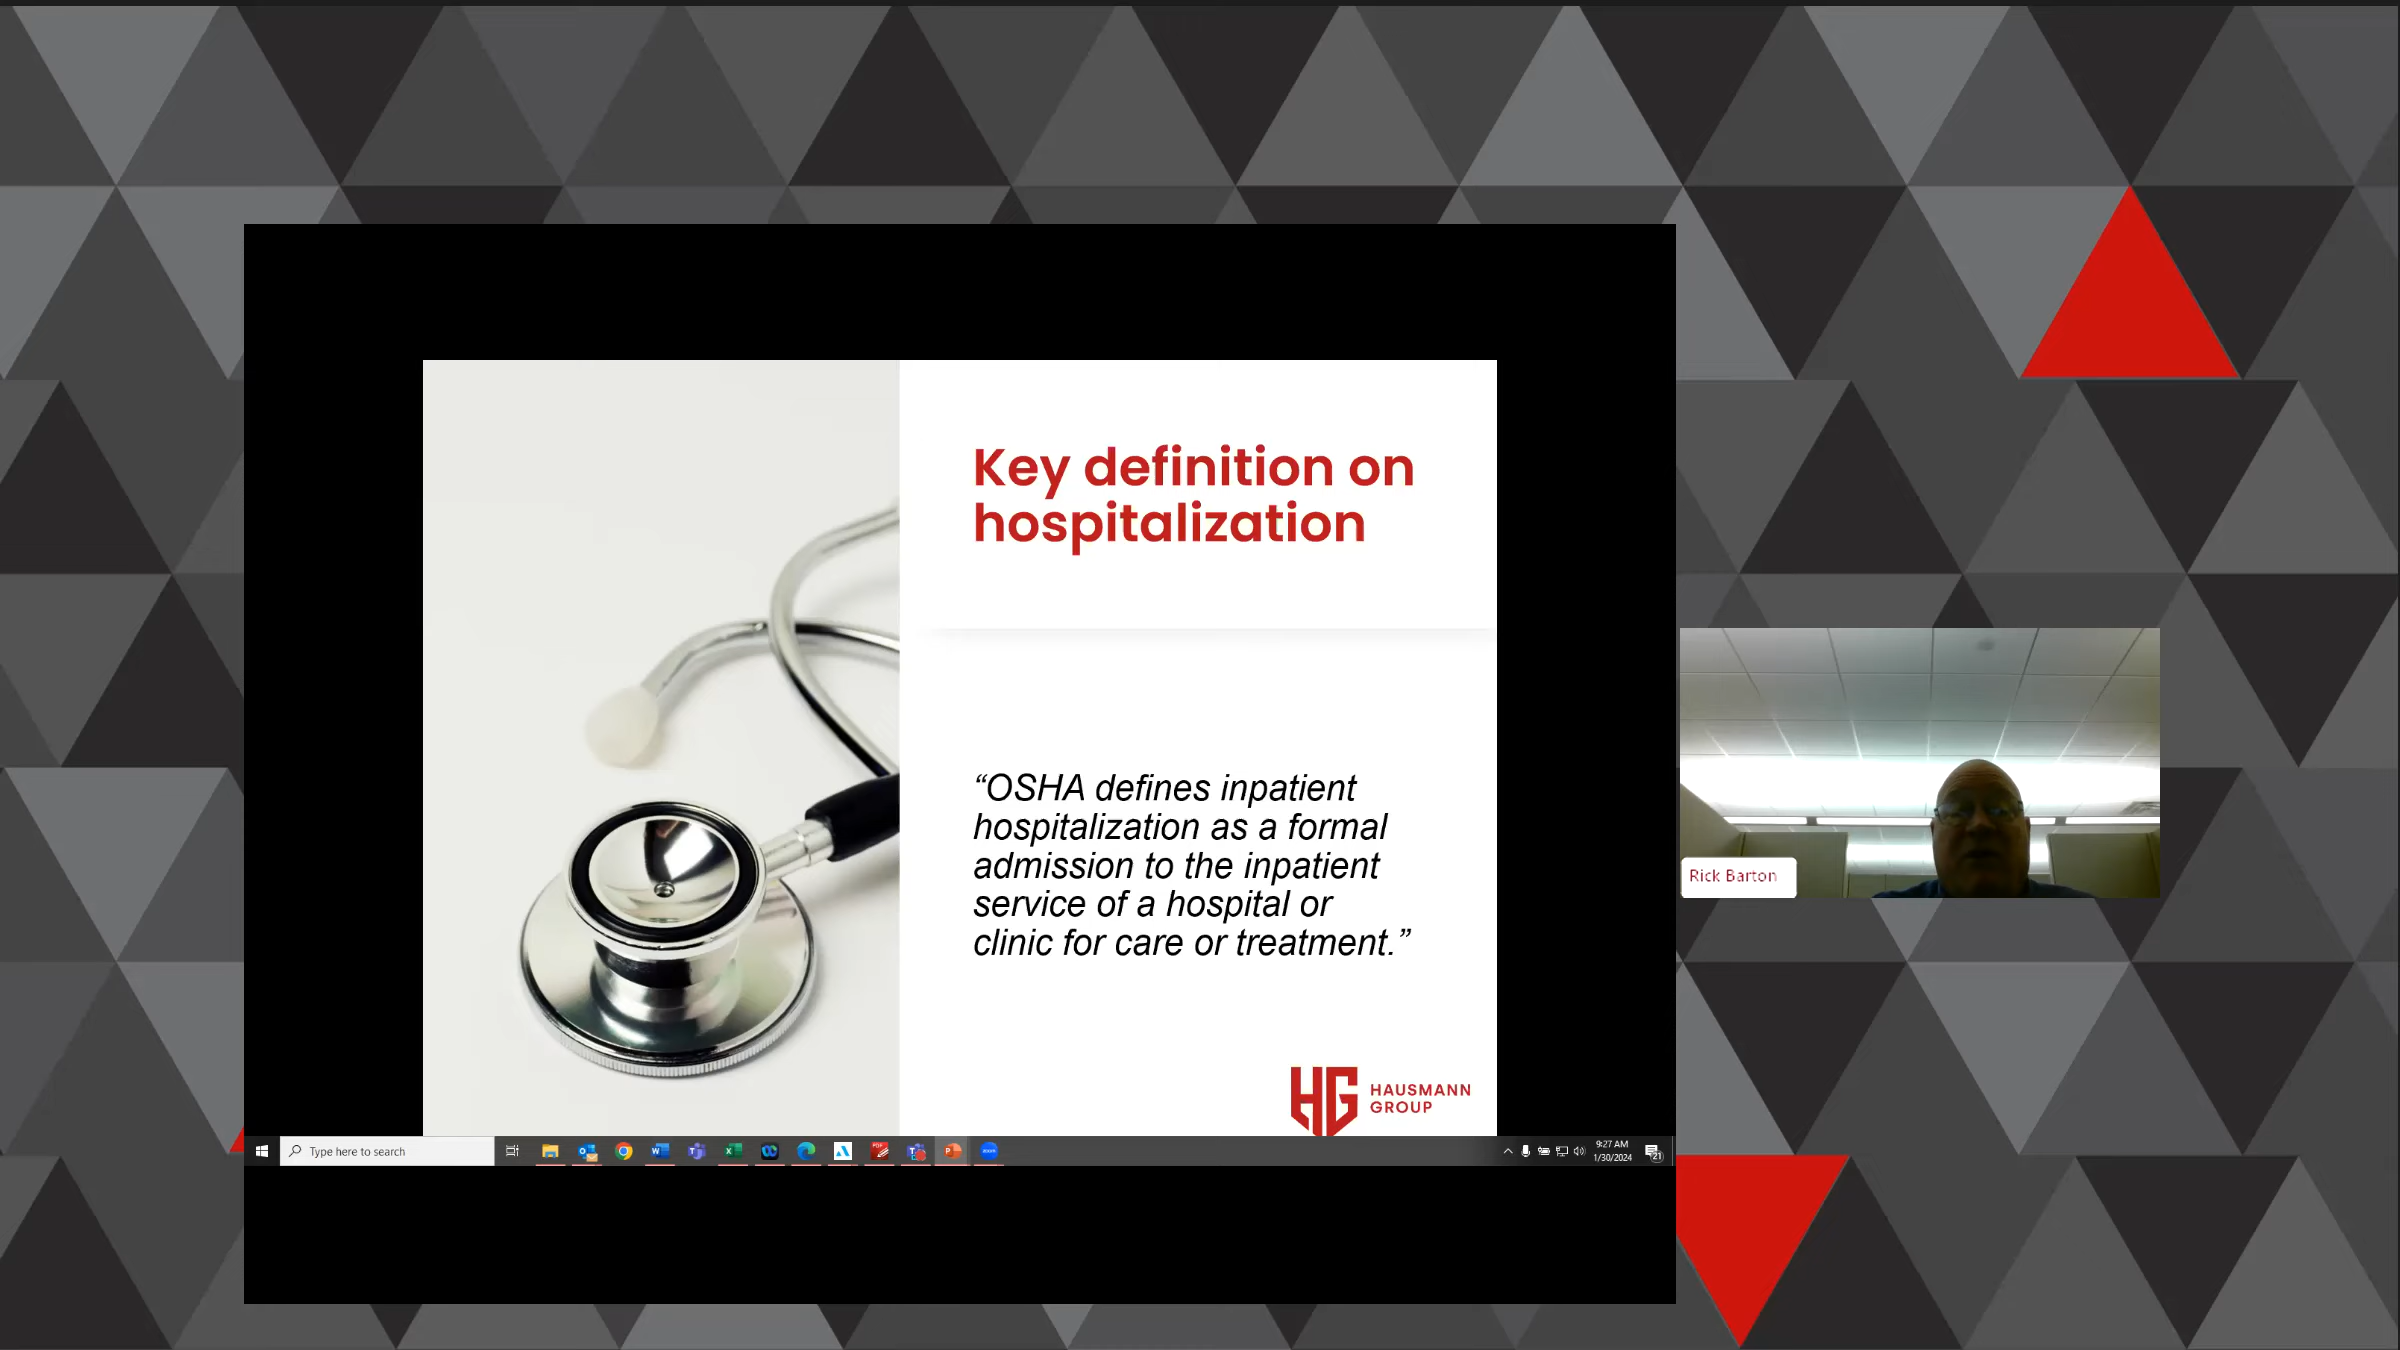 Key definition on
hospitalization
“OSHA defines inpatient
hospitalization as a formal
admission to the inpatient
service of a hospital or
clinic for care or treatment.”
HG
HAUSMANN
GROUP
Rick Barton
Type here to search
9:27 AM
1/30/2024
21